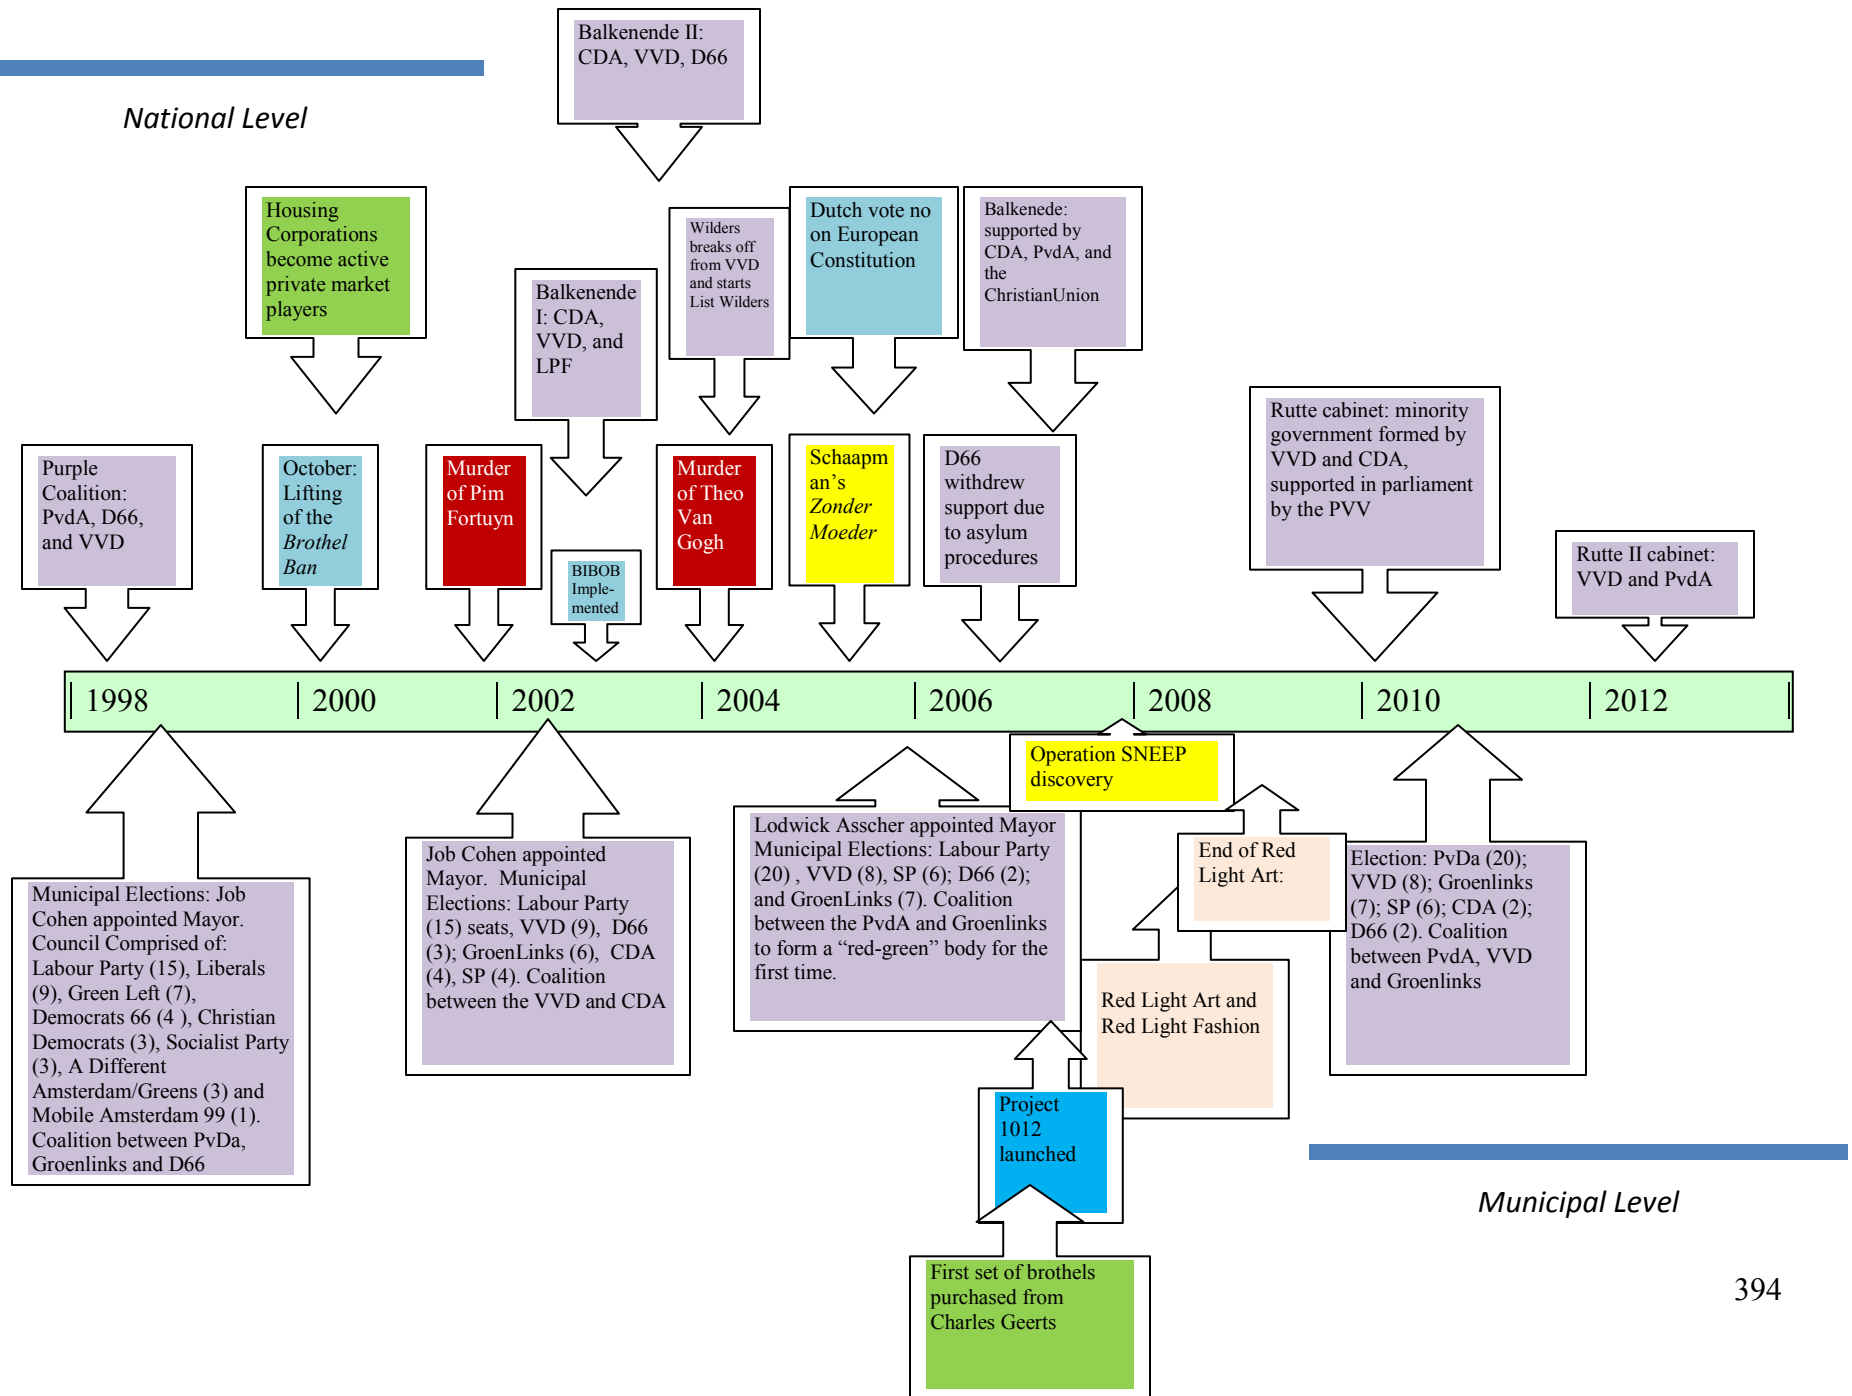 Balkenende II:
CDA, VVD, D66
National Level
Housing
Corporations
become active
private market
players
Balkenende
I: CDA,
VVD, and
LPF
Wilders
breaks off
from VVD
and starts
List Wilders
Dutch vote no
on European
Constitution
Balkenede:
supported by
CDA, PvdA, and
the
ChristianUnion
Purple
Coalition:
PvdA, D66,
and VVD
October:
Lifting
of the
Brothel
Ban
Murder
of Pim
Fortuyn
BIBOB
Imple-
mented
Murder
of Theo
Van
Gogh
Schaapm
an’s
Zonder
Moeder
D66
withdrew
support due
to asylum
procedures
Rutte cabinet: minority
government formed by
VVD and CDA,
supported in parliament
by the PVV
Rutte II cabinet:
VVD and PvdA
1998
2000
2002
2004
2006
2008
2010
2012
Municipal Elections: Job
Cohen appointed Mayor.
Council Comprised of:
Labour Party (15), Liberals
(9), Green Left (7),
Democrats 66 (4 ), Christian
Democrats (3), Socialist Party
(3), A Different
Amsterdam/Greens (3) and
Mobile Amsterdam 99 (1).
Coalition between PvDa,
Groenlinks and D66
Job Cohen appointed
Mayor.  Municipal
Elections: Labour Party
(15) seats, VVD (9),  D66
(3); GroenLinks (6),  CDA
(4), SP (4). Coalition
between the VVD and CDA
Lodwick Asscher appointed Mayor
Municipal Elections: Labour Party
(20) , VVD (8), SP (6); D66 (2);
and GroenLinks (7). Coalition
between the PvdA and Groenlinks
to form a “red-green” body for the
first time.
Operation SNEEP
discovery
End of Red
Light Art:
Red Light Art and
Red Light Fashion
Election: PvDa (20);
VVD (8); Groenlinks
(7); SP (6); CDA (2);
D66 (2). Coalition
between PvdA, VVD
and Groenlinks
Project
1012
launched
First set of brothels
purchased from
Charles Geerts
Municipal Level
394